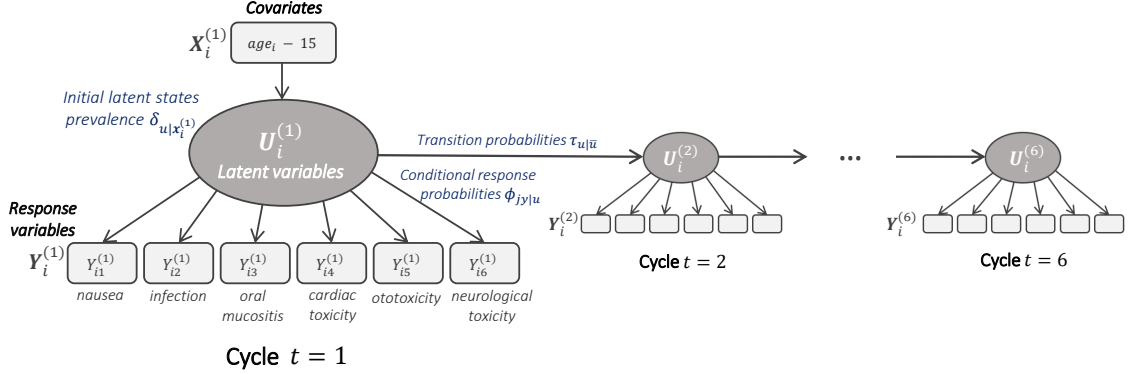 Covariates
X_i^(1)
age_i − 15
Initial latent states
prevalence δ_{u|x_i^(1)}
U_i^(1)
Latent variables
Transition probabilities τ_{u|ū}
Conditional response
probabilities ϕ_{jy|u}
U_i^(2)
...
U_i^(6)
Response
variables
Y_i^(1)
Y_i1^(1) Y_i2^(1) Y_i3^(1) Y_i4^(1) Y_i5^(1) Y_i6^(1)
nausea infection oral cardiac ototoxicity neurological
mucositis toxicity toxicity
Cycle t = 1
Y_i^(2)
Cycle t = 2
Y_i^(6)
Cycle t = 6